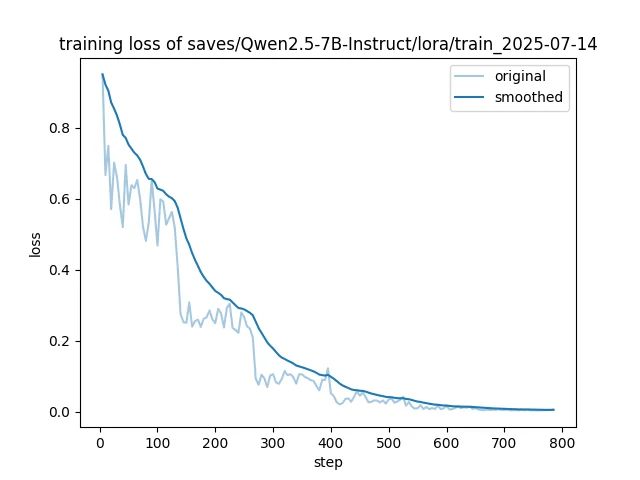 training loss of saves/Qwen2.5-7B-Instruct/lora/train_2025-07-14
original
smoothed
0.8
0.6
0.4
0.2
0.0
loss
0 100 200 300 400 500 600 700 800
step